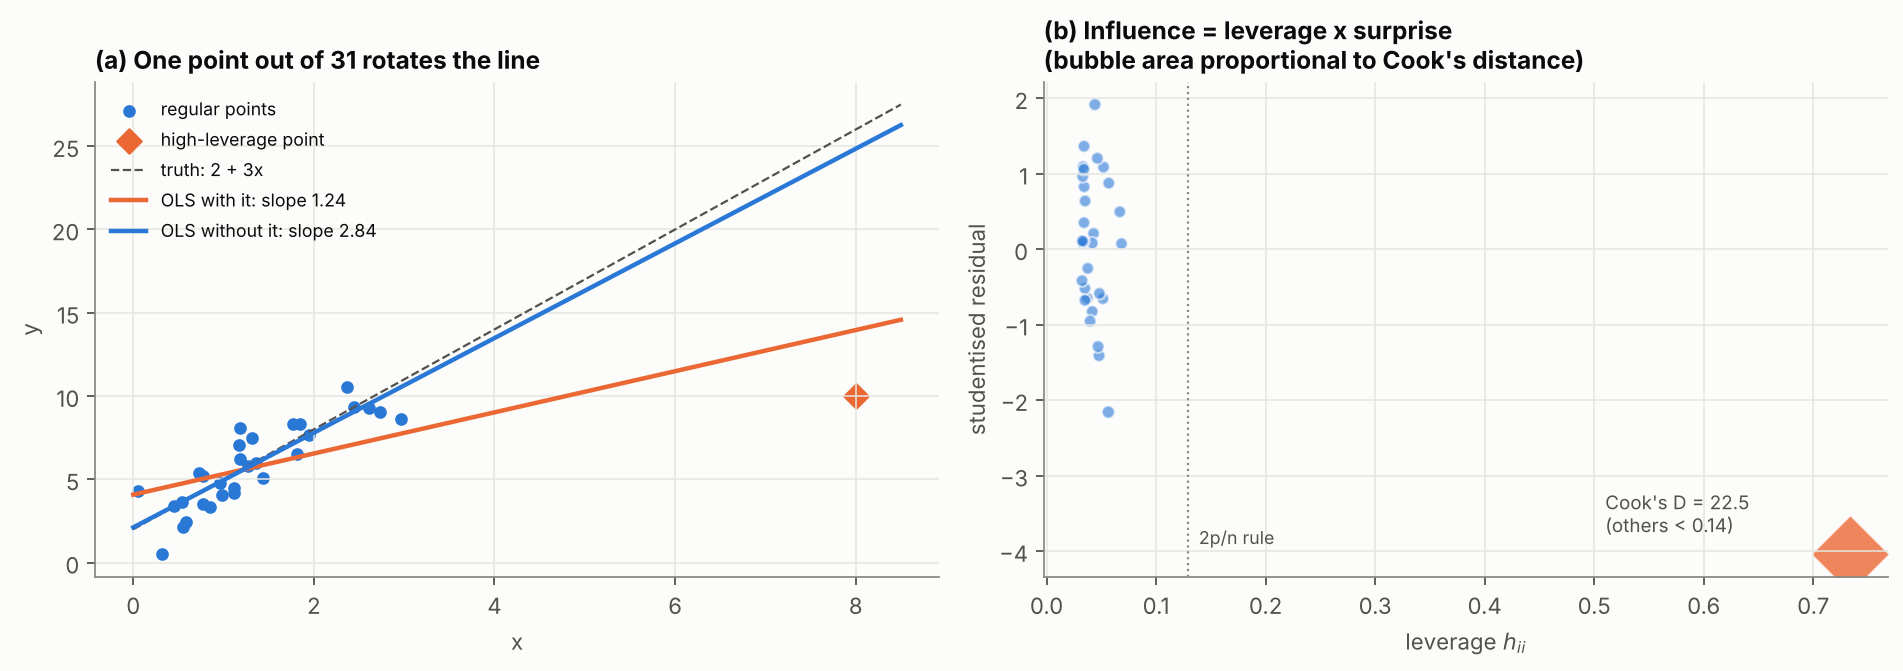 (a) One point out of 31 rotates the line
regular points
high-leverage point
truth: 2 + 3x
OLS with it: slope 1.24
OLS without it: slope 2.84
y
25
20
15
10
5
0
0 2 4 6 8
x
(b) Influence = leverage x surprise
(bubble area proportional to Cook's distance)
studentised residual
2
1
0
−1
−2
−3
−4
Cook's D = 22.5
(others < 0.14)
2p/n rule
0.0 0.1 0.2 0.3 0.4 0.5 0.6 0.7
leverage hᵢᵢ